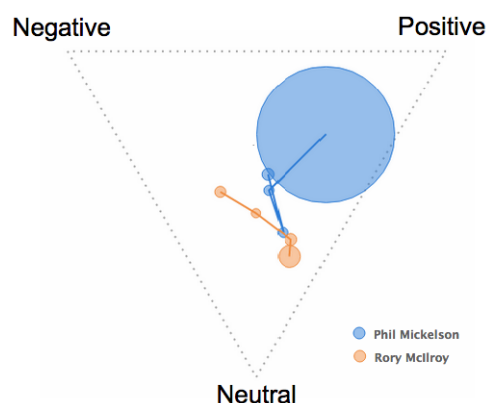 Negative
Positive
Phil Mickelson
Rory McIlroy
Neutral